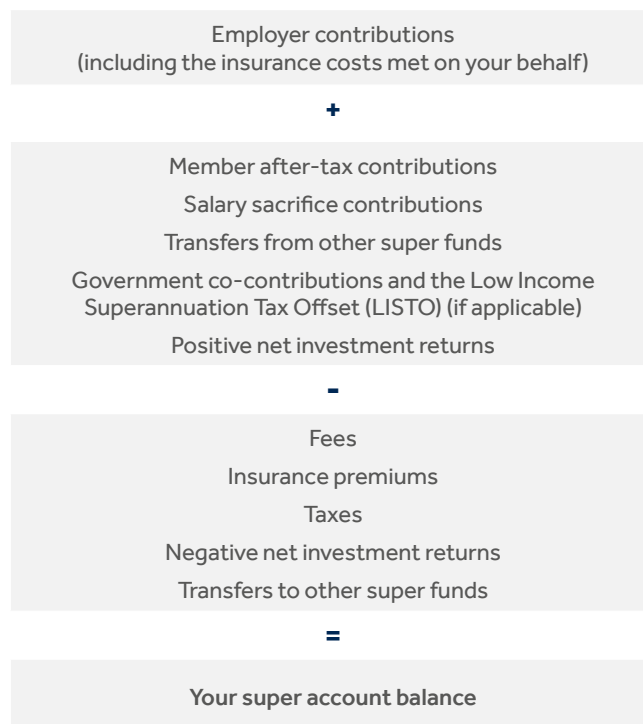 Employer contributions
(including the insurance costs met on your behalf)
+
Member after-tax contributions
Salary sacrifice contributions
Transfers from other super funds
Government co-contributions and the Low Income
Superannuation Tax Offset (LISTO) (if applicable)
Positive net investment returns
-
Fees
Insurance premiums
Taxes
Negative net investment returns
Transfers to other super funds
=
Your super account balance